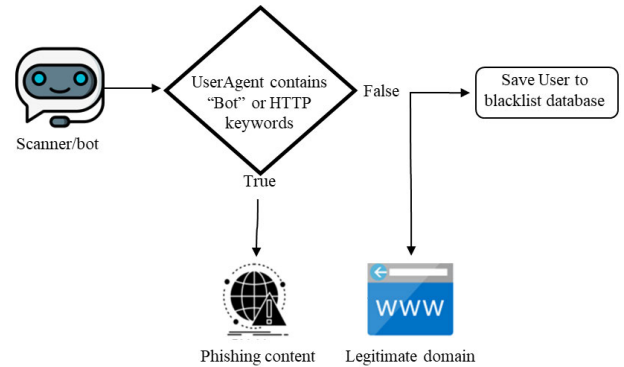 UserAgent contains
“Bot” or HTTP
keywords
False
Save User to
blacklist database
Scanner/bot
True
WWW
Phishing content
Legitimate domain